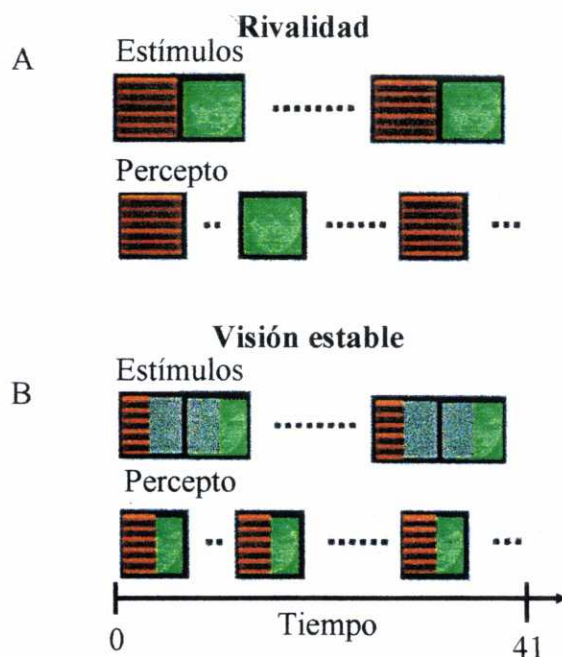 Rivalidad
A
Estímulos
Percepto
Visión estable
B
Estímulos
Percepto
0
Tiempo
41